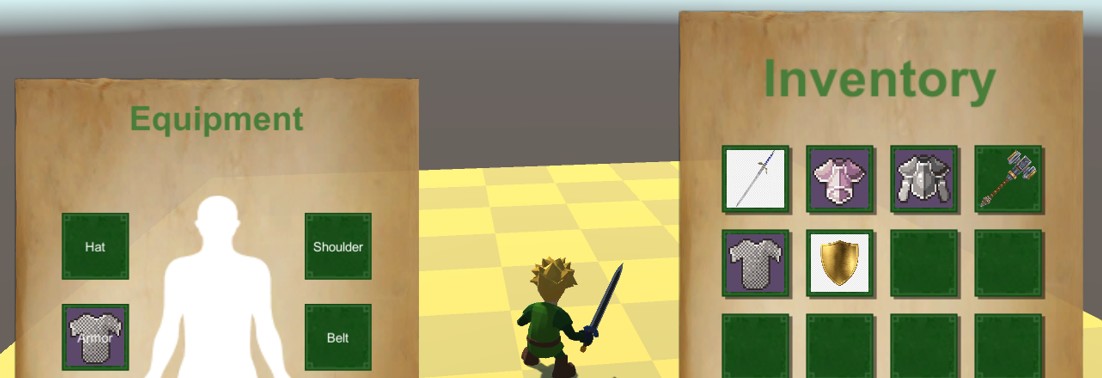 Equipment
Hat
Shoulder
Armor
Belt
Inventory